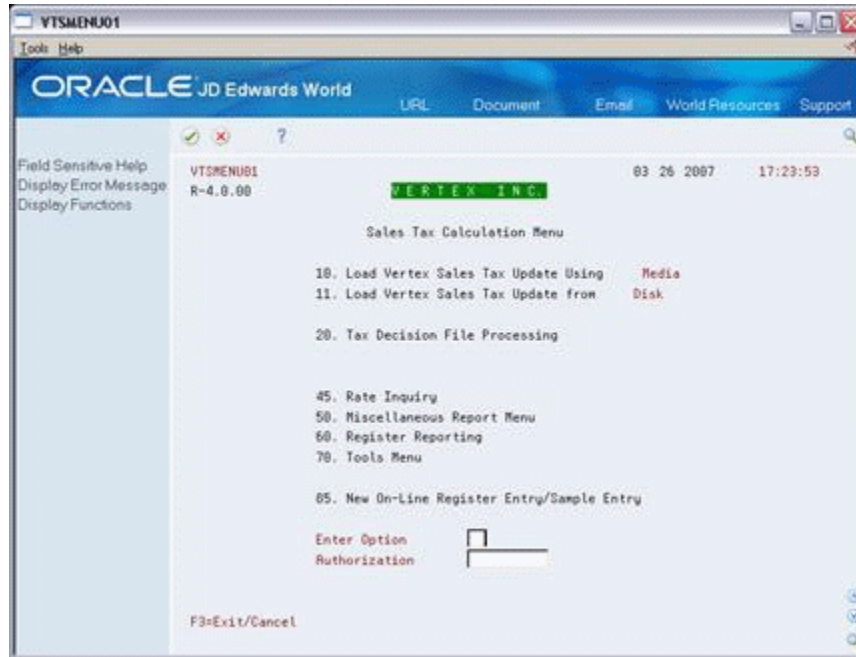 VTSMENU01
Tools Help
ORACLE JD Edwards World
URL Document Email World Resources Support
?
Field Sensitive Help
Display Error Message
Display Functions
VTSMENU01 03 26 2007 17:23:53
R-4.0.00 VERTEX INC.
Sales Tax Calculation Menu
10. Load Vertex Sales Tax Update Using Media
11. Load Vertex Sales Tax Update from Disk
20. Tax Decision File Processing
45. Rate Inquiry
50. Miscellaneous Report Menu
60. Register Reporting
70. Tools Menu
85. New On-Line Register Entry/Sample Entry
Enter Option
Authorization
F3=Exit/Cancel